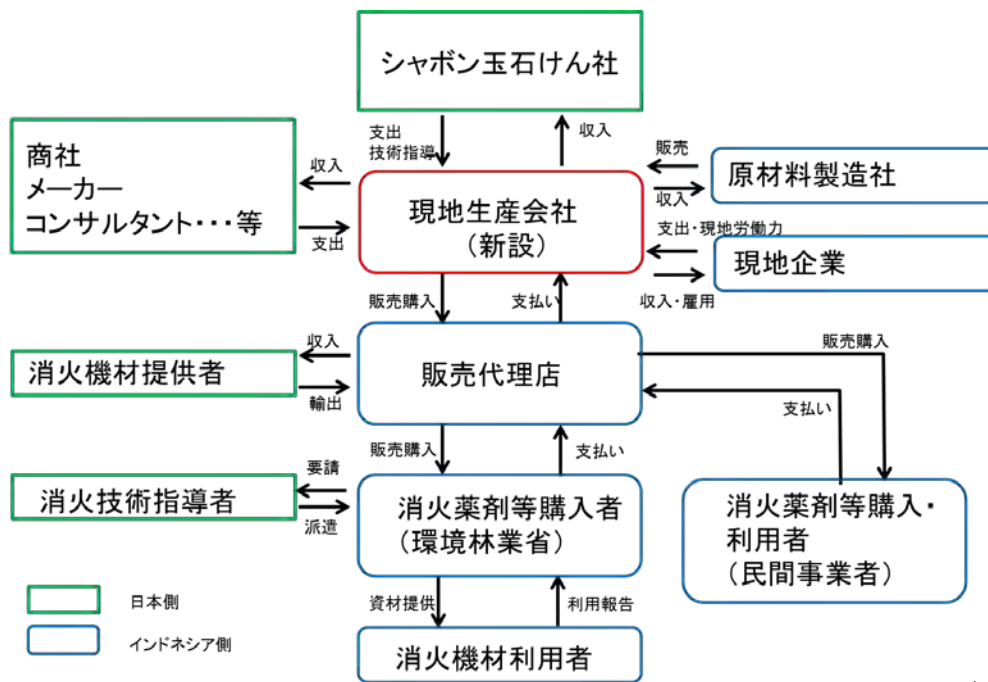 シャボン玉石けん社
支出
技術指導
収入
商社
メーカー
コンサルタント・・・等
収入
支出
現地生産会社
（新設）
販売
収入
原材料製造社
支出・現地労働力
現地企業
収入・雇用
販売購入
支払い
消火機材提供者
収入
輸出
販売代理店
販売購入
支払い
販売購入
支払い
消火技術指導者
要請
派遣
消火薬剤等購入者
（環境林業省）
消火薬剤等購入・
利用者
（民間事業者）
資材提供
利用報告
消火機材利用者
日本側
インドネシア側